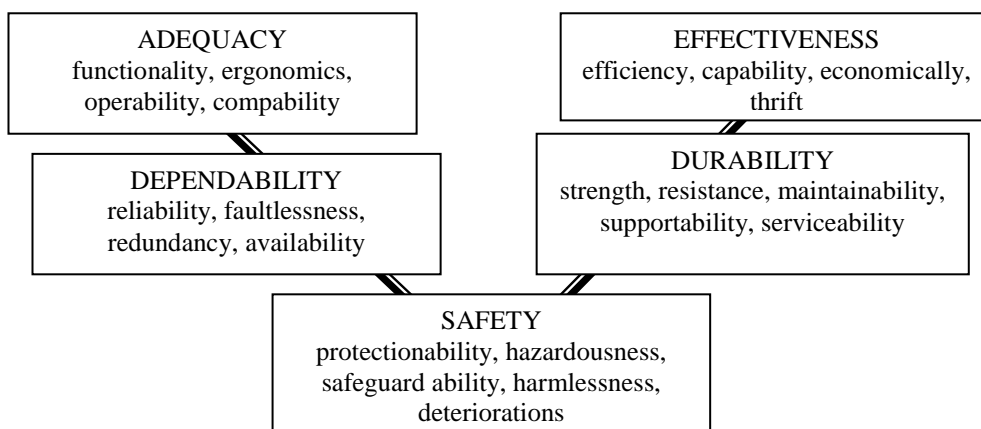 ADEQUACY
functionality, ergonomics,
operability, compability
EFFECTIVENESS
efficiency, capability, economically,
thrift
DEPENDABILITY
reliability, faultlessness,
redundancy, availability
DURABILITY
strength, resistance, maintainability,
supportability, serviceability
SAFETY
protectionability, hazardousness,
safeguard ability, harmlessness,
deteriorations